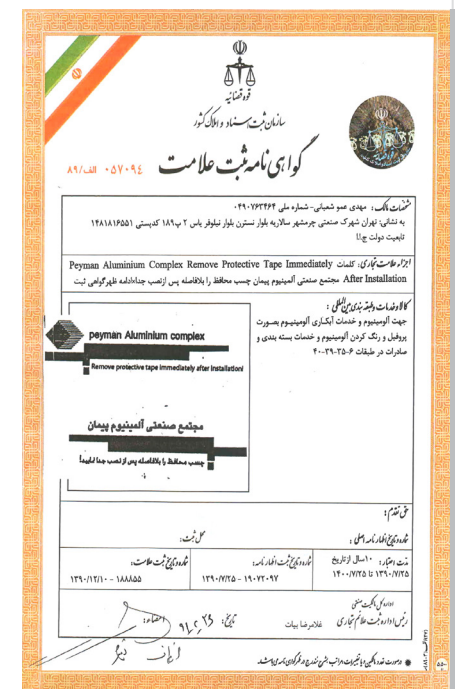 قوه قضائیه
سازمان ثبت اسناد و املاک کشور
گواهی نامه ثبت علامت
۰۵۷۰۹۴ الف/۸۹
مشخصات مالک: مهدی عمو شعبانی-شماره ملی ۰۴۹۰۷۶۳۴۶۴
به نشانی: تهران شهرک صنعتی چرمشهر سالاریه بلوار نسترن بلوار نیلوفر یاس ۲ پ۱۸۹ کدپستی ۱۴۸۱۸۱۶۵۵۱
تابعیت دولت ج.ا.ا
اجزاء علامت تجاری: کلمات Peyman Aluminium Complex Remove Protective Tape Immediately
After Installation مجتمع صنعتی آلمینیوم پیمان چسب محافظ را بلافاصله پس ازنصب جدا(ادامه ظهرگواهی ثبت
کالا و خدمات و طبقه بندی بین المللی:
جهت آلومینیوم و خدمات آبکاری آلومینیوم بصورت
پروفیل و رنگ کردن آلومینیوم و خدمات بسته بندی و
صادرات در طبقات ۶-۳۵-۳۹-۴۰
peyman Aluminium complex
Remove protective tape immediately after installation!
مجتمع صنعتی آلمینیوم پیمان
چسب محافظ را بلافاصله پس از نصب جدا نمایید!
حق تقدم:
شماره و تاریخ اظهارنامه اصلی:
محل ثبت:
مدت اعتبار: ۱۰سال ازتاریخ
۱۳۹۰/۷/۲۵ تا ۱۴۰۰/۷/۲۵
شماره و تاریخ ثبت اظهارنامه:
۱۹۰۷۲۰۹۷ - ۱۳۹۰/۷/۲۵
شماره و تاریخ ثبت علامت:
۱۸۸۸۵۵ - ۱۳۹۰/۱۲/۱۰
اداره کل مالکیت صنعتی
رئیس اداره ثبت علائم تجاری
غلامرضا بیات
تاریخ:
امضاء: